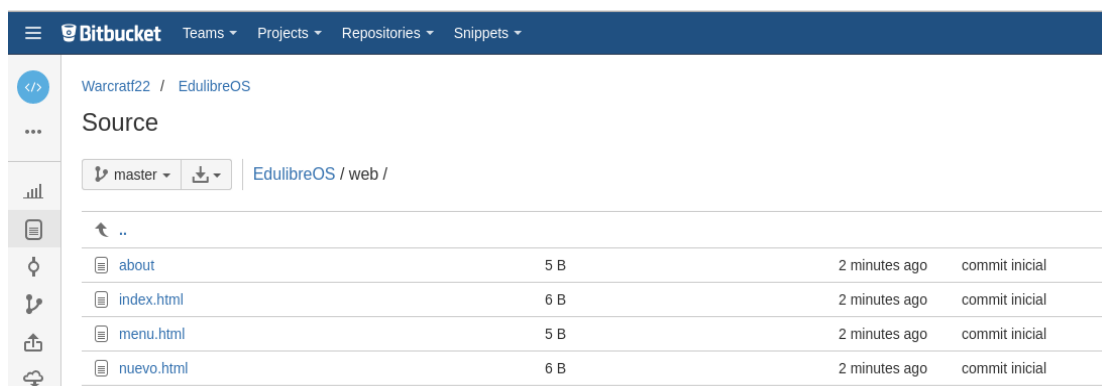 Bitbucket Teams Projects Repositories Snippets
Warcratf22 / EdulibreOS
Source
master EdulibreOS / web /
..
about 5 B 2 minutes ago commit inicial
index.html 6 B 2 minutes ago commit inicial
menu.html 5 B 2 minutes ago commit inicial
nuevo.html 6 B 2 minutes ago commit inicial